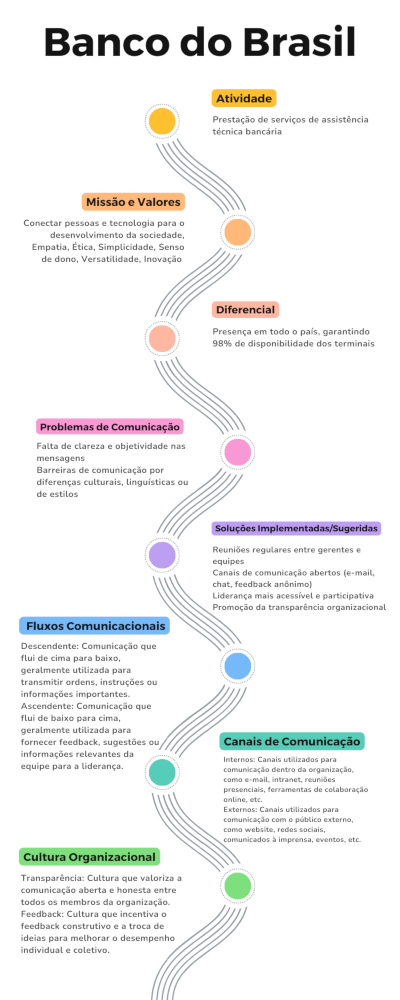 Banco do Brasil
Atividade
Prestação de serviços de assistência
técnica bancária
Missão e Valores
Conectar pessoas e tecnologia para o
desenvolvimento da sociedade,
Empatia, Ética, Simplicidade, Senso
de dono, Versatilidade, Inovação
Diferencial
Presença em todo o país, garantindo
98% de disponibilidade dos terminais
Problemas de Comunicação
Falta de clareza e objetividade nas
mensagens
Barreiras de comunicação por
diferenças culturais, linguísticas ou
de estilos
Soluções Implementadas/Sugeridas
Reuniões regulares entre gerentes e
equipes
Canais de comunicação abertos (e-mail,
chat, feedback anônimo)
Liderança mais acessível e participativa
Promoção da transparência organizacional
Fluxos Comunicacionais
Descendente: Comunicação que
flui de cima para baixo,
geralmente utilizada para
transmitir ordens, instruções ou
informações importantes.
Ascendente: Comunicação que
flui de baixo para cima,
geralmente utilizada para
fornecer feedback, sugestões ou
informações relevantes da
equipe para a liderança.
Canais de Comunicação
Internos: Canais utilizados para
comunicação dentro da organização,
como e-mail, intranet, reuniões
presenciais, ferramentas de colaboração
online, etc.
Externos: Canais utilizados para
comunicação com o público externo,
como website, redes sociais,
comunicados à imprensa, eventos, etc.
Cultura Organizacional
Transparência: Cultura que valoriza a
comunicação aberta e honesta entre
todos os membros da organização.
Feedback: Cultura que incentiva o
feedback construtivo e a troca de
ideias para melhorar o desempenho
individual e coletivo.